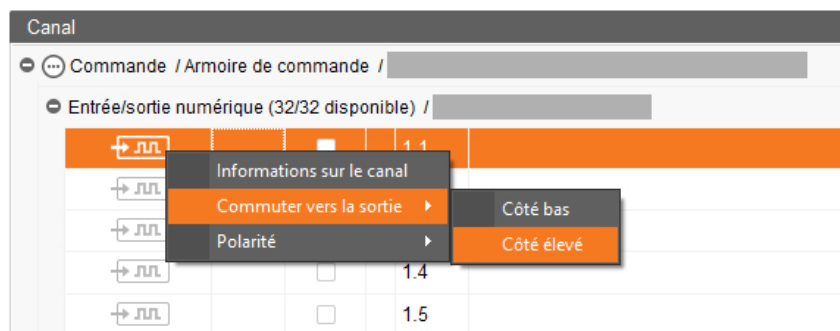 Canal
Commande / Armoire de commande /
Entrée/sortie numérique (32/32 disponible) /
1.1
Informations sur le canal
Commuter vers la sortie
Côté bas
Polarité
Côté élevé
1.4
1.5